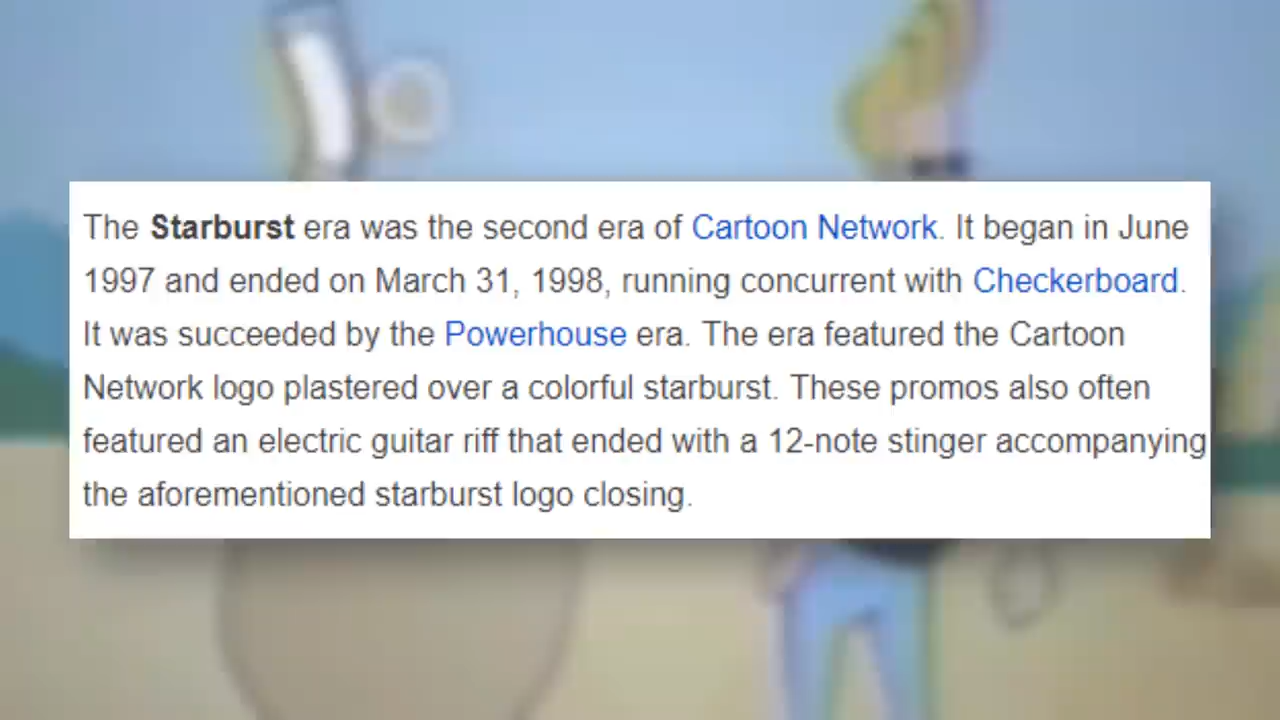 The Starburst era was the second era of Cartoon Network. It began in June
1997 and ended on March 31, 1998, running concurrent with Checkerboard.
It was succeeded by the Powerhouse era. The era featured the Cartoon
Network logo plastered over a colorful starburst. These promos also often
featured an electric guitar riff that ended with a 12-note stinger accompanying
the aforementioned starburst logo closing.